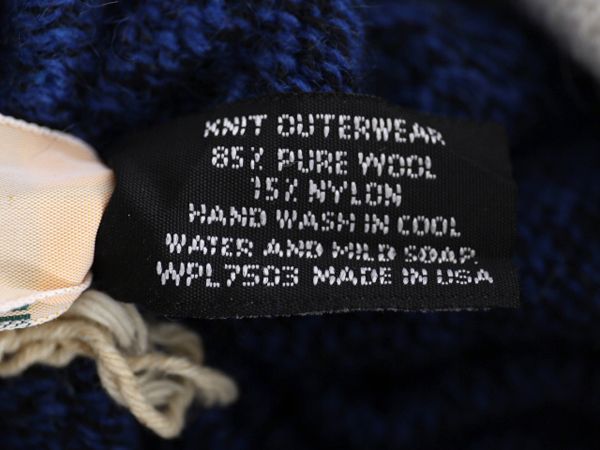 KNIT OUTERWEAR
85% PURE WOOL
15% NYLON
HAND WASH IN COOL
WATER AND MILD SOAP
WPL7503 MADE IN USA